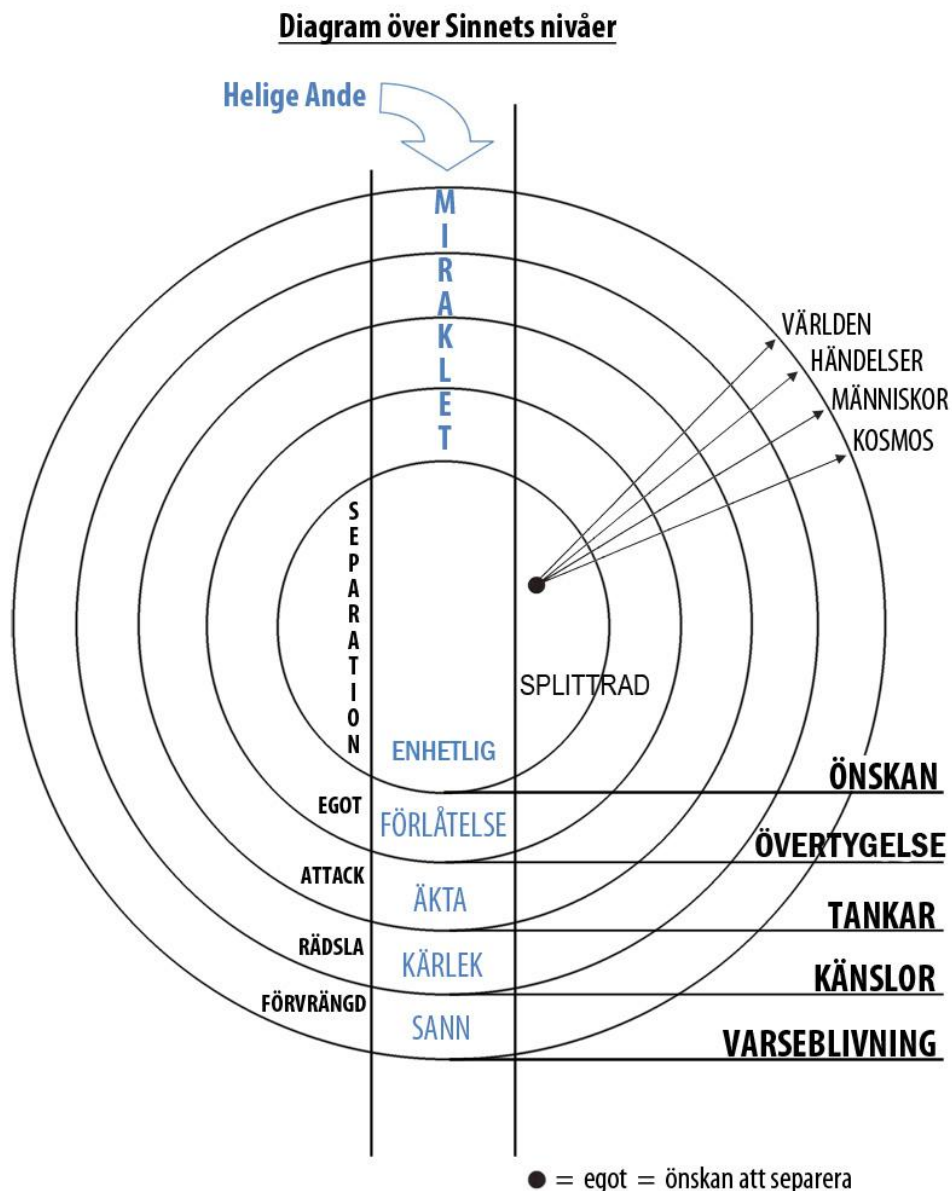 Diagram över Sinnets nivåer
Helige Ande
MIRAKLET
VÄRLDEN
HÄNDELSER
MÄNNISKOR
KOSMOS
SEPARATION
SPLITTRAD
ENHETLIG
ÖNSKAN
EGOT
FÖRLÅTELSE
ÖVERTYGELSE
ATTACK
ÄKTA
TANKAR
RÄDSLA
KÄRLEK
KÄNSLOR
FÖRVRÄNGD
SANN
VARSEBLIVNING
● = egot = önskan att separera